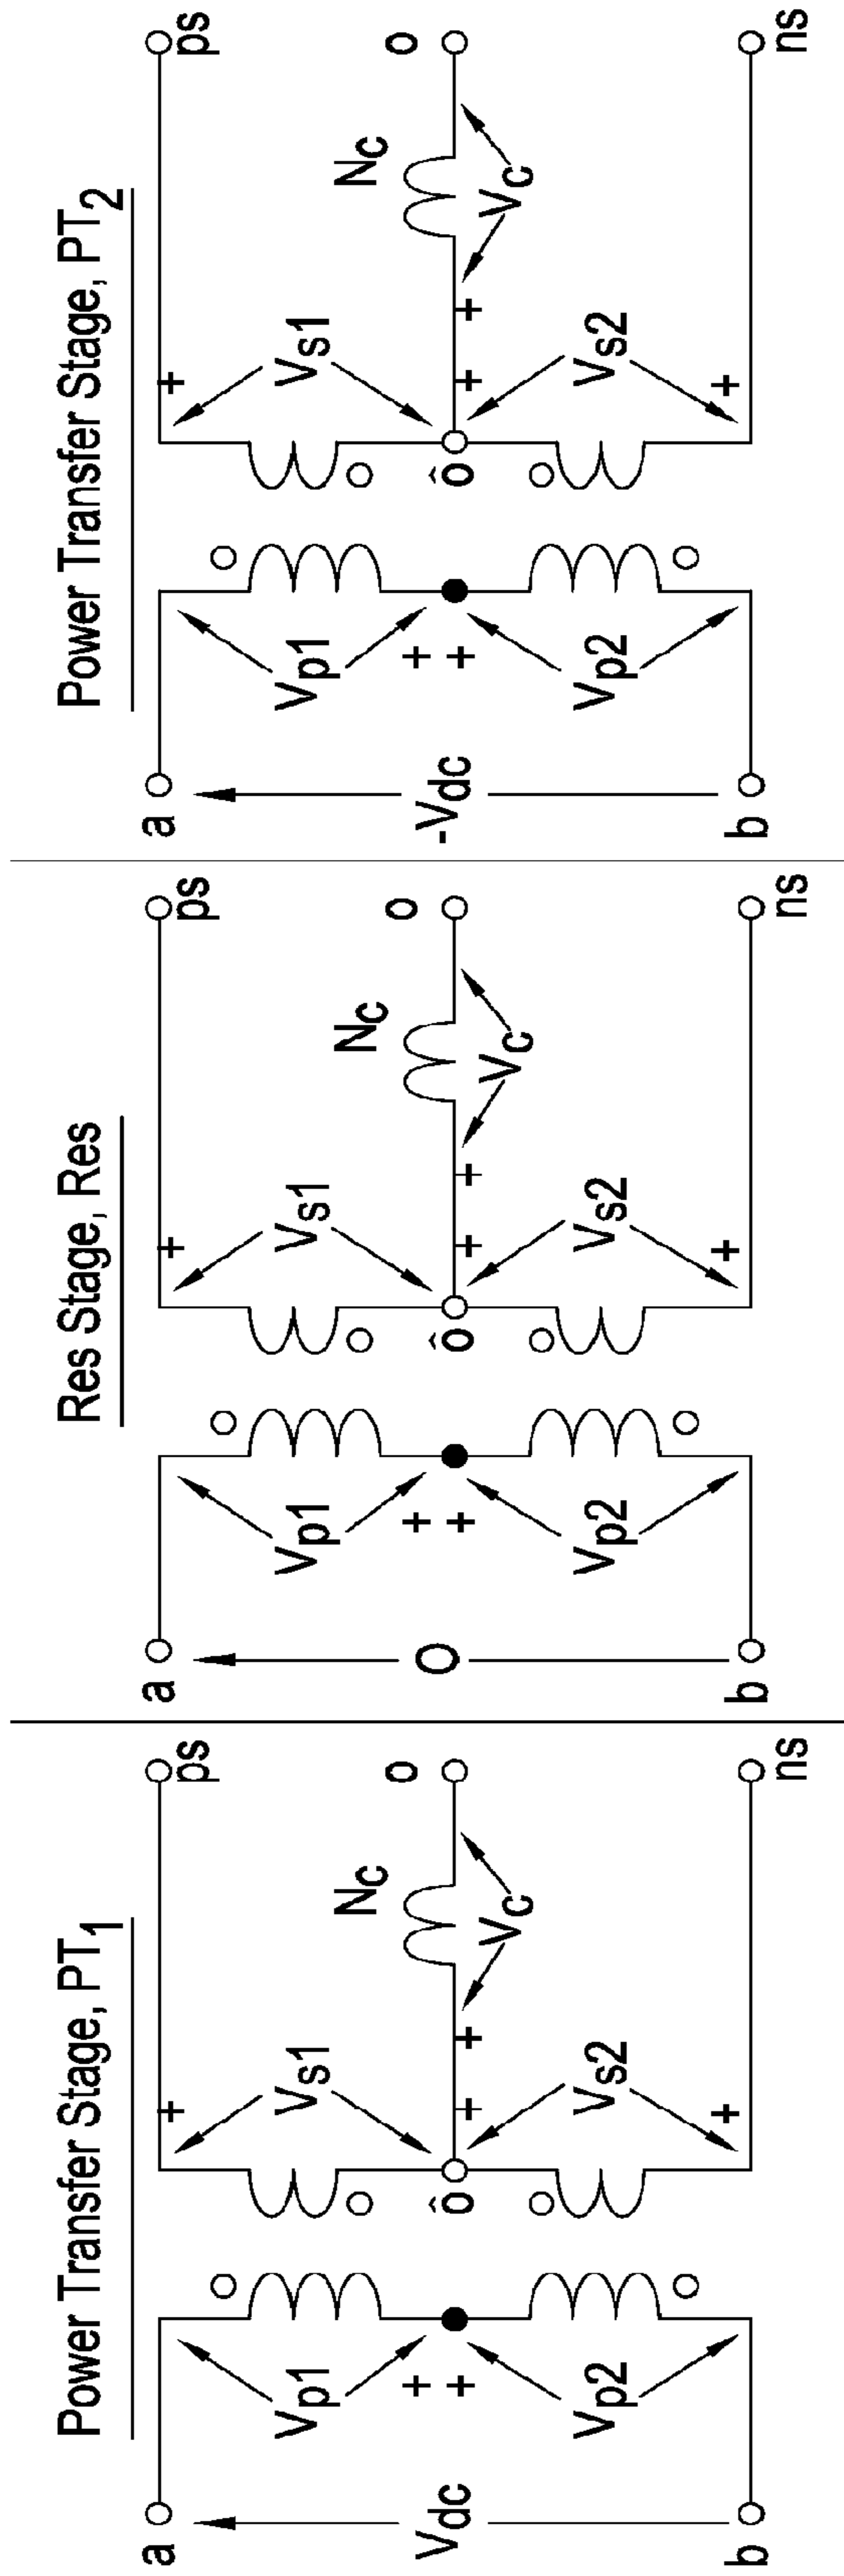 Power Transfer Stage, PT1
a
ps
+
Vp1
Vs1
Nc
o
Vdc
+
+
ô
+
+
Vc
Vp2
Vs2
+
b
ns
Res Stage, Res
a
ps
+
Vp1
Vs1
Nc
o
O
+
+
ô
+
+
Vc
Vp2
Vs2
+
b
ns
Power Transfer Stage, PT2
a
ps
+
Vp1
Vs1
Nc
o
-Vdc
+
+
ô
+
+
Vc
Vp2
Vs2
+
b
ns